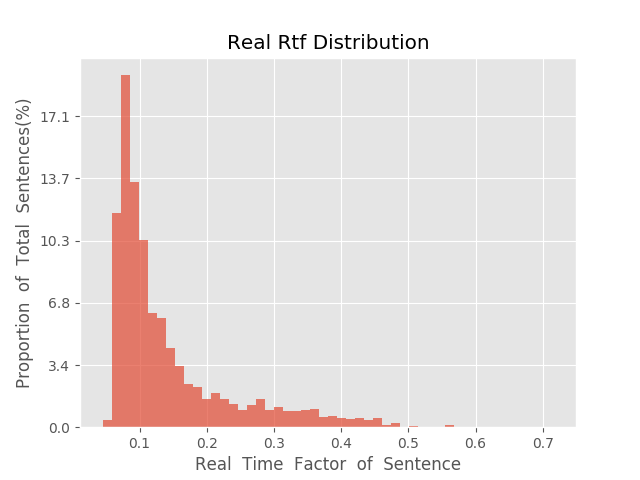 Real Rtf Distribution
Proportion of Total Sentences(%)
17.1
13.7
10.3
6.8
3.4
0.0
0.1 0.2 0.3 0.4 0.5 0.6 0.7
Real Time Factor of Sentence